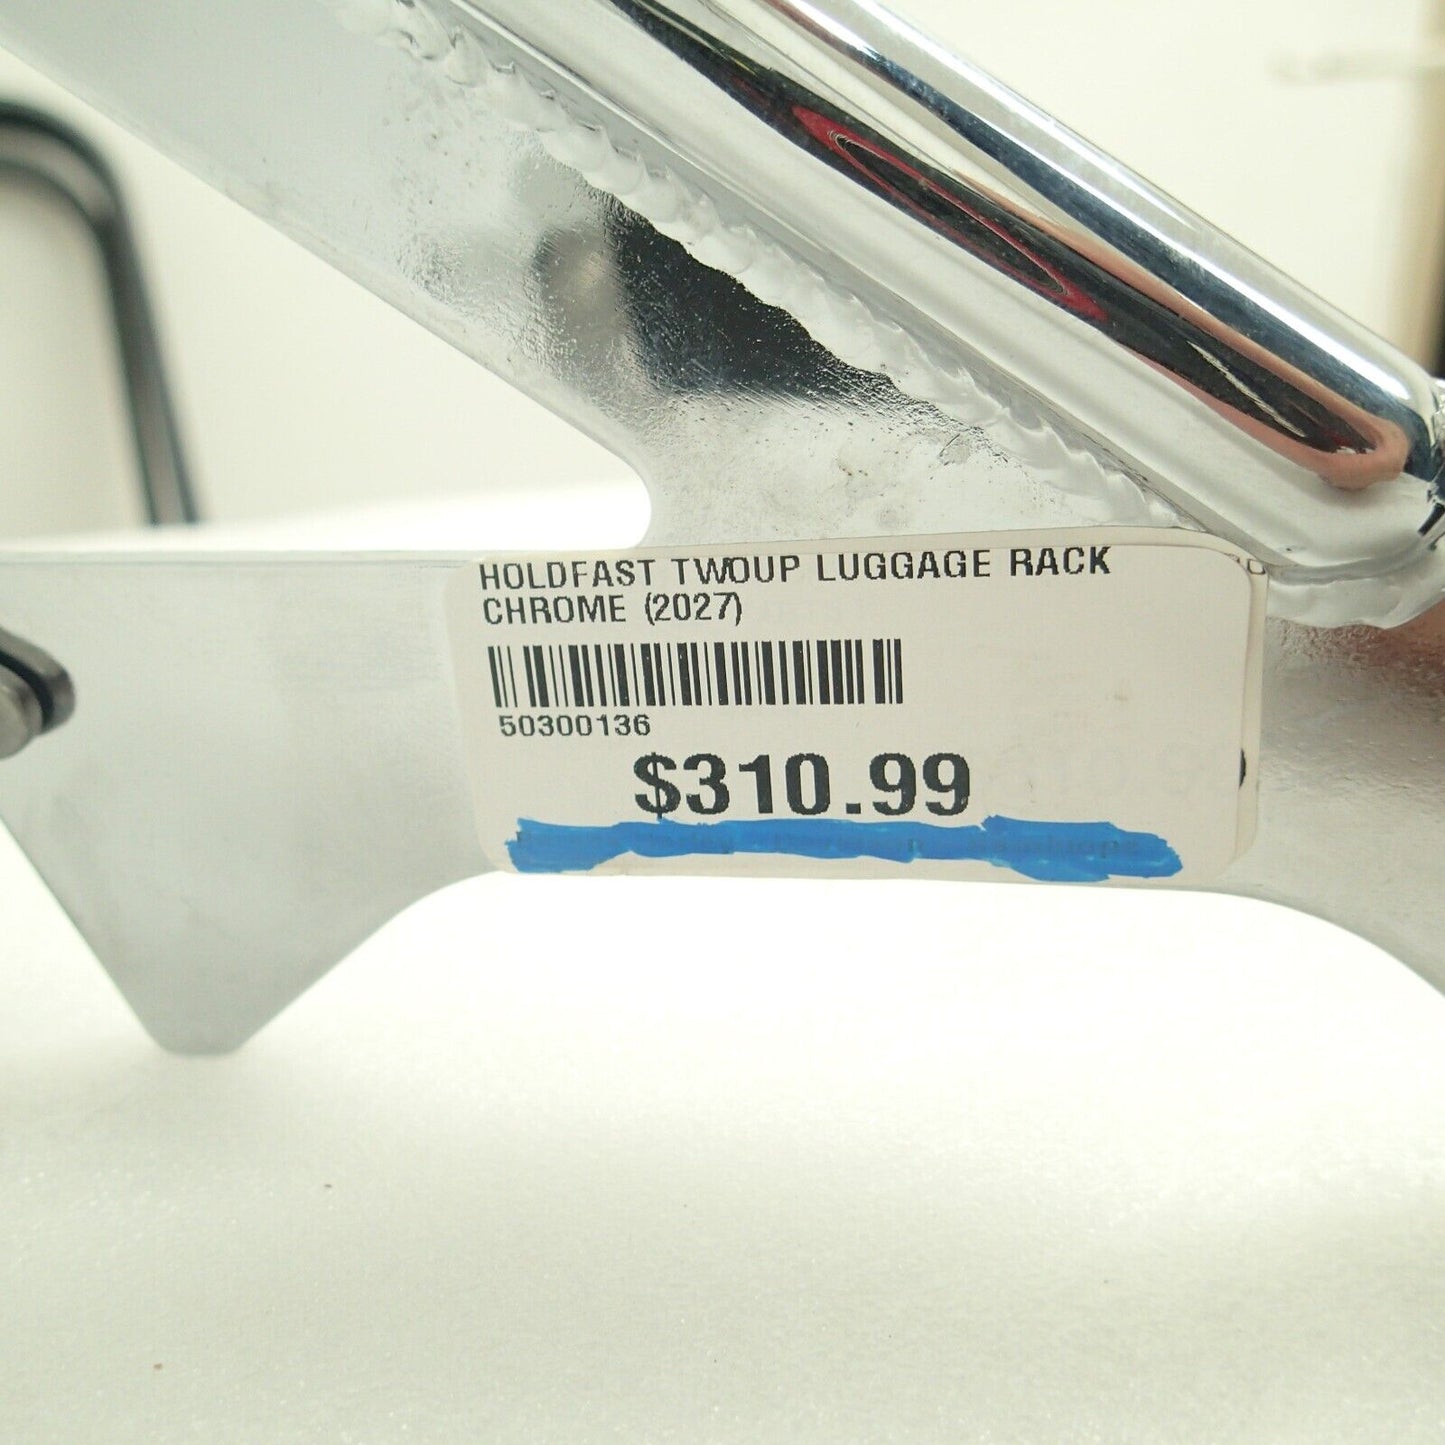 HOLDFAST TWOUP LUGGAGE RACK
CHROME (2027)
50300136
$310.99